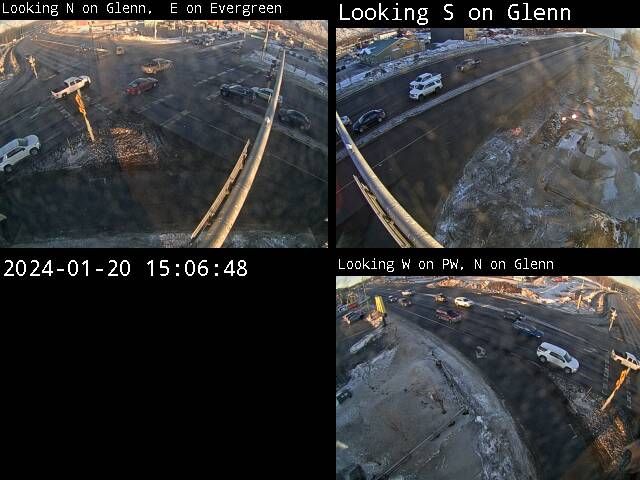 Looking N on Glenn,  E on Evergreen
Looking S on Glenn
2024-01-20 15:06:48
Looking W on PW, N on Glenn